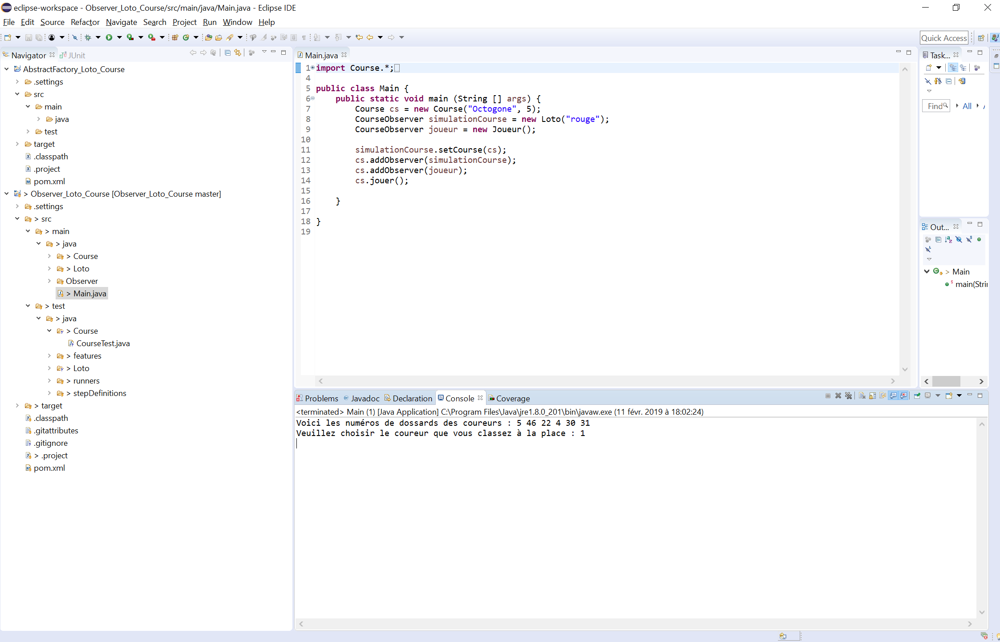 eclipse-workspace - Observer_Loto_Course/src/main/java/Main.java - Eclipse IDE
File Edit Source Refactor Navigate Search Project Run Window Help
Quick Access
Navigator JUnit
AbstractFactory_Loto_Course
.settings
src
main
java
test
target
.classpath
.project
pom.xml
> Observer_Loto_Course [Observer_Loto_Course master]
.settings
> src
> main
> java
> Course
> Loto
Observer
> Main.java
> test
> java
> Course
CourseTest.java
> features
> Loto
> runners
> stepDefinitions
> target
.classpath
.gitattributes
.gitignore
> .project
pom.xml
Main.java
1 import Course.*;
4
5 public class Main {
6 public static void main (String [] args) {
7 Course cs = new Course("Octogone", 5);
8 CourseObserver simulationCourse = new Loto("rouge");
9 CourseObserver joueur = new Joueur();
10
11 simulationCourse.setCourse(cs);
12 cs.addObserver(simulationCourse);
13 cs.addObserver(joueur);
14 cs.jouer();
15
16 }
17
18 }
19
Task...
Find All
Out...
> Main
main(Stri
Problems Javadoc Declaration Console Coverage
<terminated> Main (1) [Java Application] C:\Program Files\Java\jre1.8.0_201\bin\javaw.exe (11 févr. 2019 à 18:02:24)
Voici les numéros de dossards des coureurs : 5 46 22 4 30 31
Veuillez choisir le coureur que vous classez à la place : 1